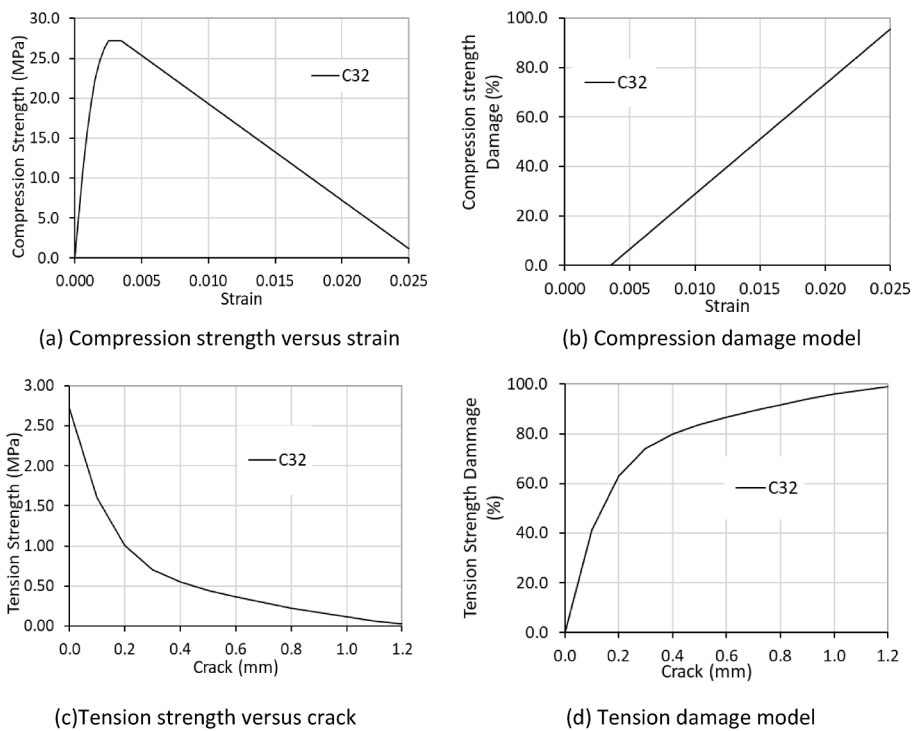 30.0
25.0
20.0
15.0
10.0
5.0
0.0
Compression Strength (MPa)
C32
0.000 0.005 0.010 0.015 0.020 0.025
Strain
(a) Compression strength versus strain
100.0
80.0
60.0
40.0
20.0
0.0
Compression strength
Damage (%)
C32
0.000 0.005 0.010 0.015 0.020 0.025
Strain
(b) Compression damage model
3.00
2.50
2.00
1.50
1.00
0.50
0.00
Tension Strength (MPa)
C32
0.0 0.2 0.4 0.6 0.8 1.0 1.2
Crack (mm)
(c)Tension strength versus crack
100.0
80.0
60.0
40.0
20.0
0.0
Tension Strength Dammage
(%)
C32
0.0 0.2 0.4 0.6 0.8 1.0 1.2
Crack (mm)
(d) Tension damage model